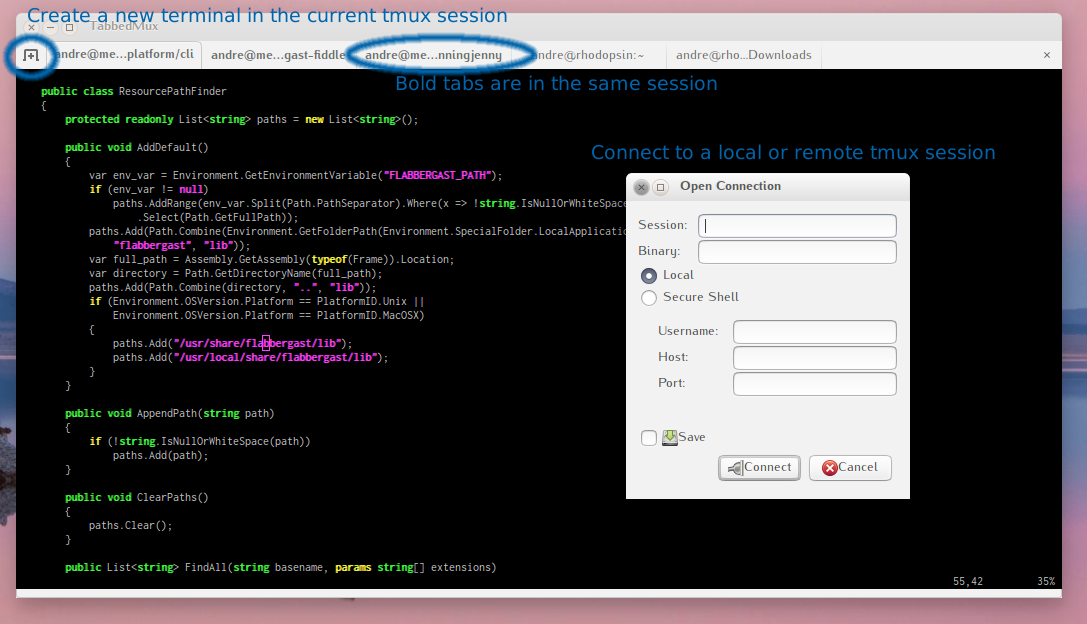 Create a new terminal in the current tmux session
TabbedMux
andre@me...platform/cli
andre@me...gast-fiddle
andre@me...nningjenny
andre@rhodopsin:~
andre@rho...Downloads
Bold tabs are in the same session
Connect to a local or remote tmux session
public class ResourcePathFinder
{
    protected readonly List<string> paths = new List<string>();

    public void AddDefault()
    {
        var env_var = Environment.GetEnvironmentVariable("FLABBERGAST_PATH");
        if (env_var != null)
            paths.AddRange(env_var.Split(Path.PathSeparator).Where(x => !string.IsNullOrWhiteSpace
                .Select(Path.GetFullPath));
        paths.Add(Path.Combine(Environment.GetFolderPath(Environment.SpecialFolder.LocalApplicatio
            "flabbergast", "lib"));
        var full_path = Assembly.GetAssembly(typeof(Frame)).Location;
        var directory = Path.GetDirectoryName(full_path);
        paths.Add(Path.Combine(directory, "..", "lib"));
        if (Environment.OSVersion.Platform == PlatformID.Unix ||
            Environment.OSVersion.Platform == PlatformID.MacOSX)
        {
            paths.Add("/usr/share/flabbergast/lib");
            paths.Add("/usr/local/share/flabbergast/lib");
        }
    }

    public void AppendPath(string path)
    {
        if (!string.IsNullOrWhiteSpace(path))
            paths.Add(path);
    }

    public void ClearPaths()
    {
        paths.Clear();
    }

    public List<string> FindAll(string basename, params string[] extensions)
55,42
35%
Open Connection
Session:
Binary:
Local
Secure Shell
Username:
Host:
Port:
Save
Connect
Cancel